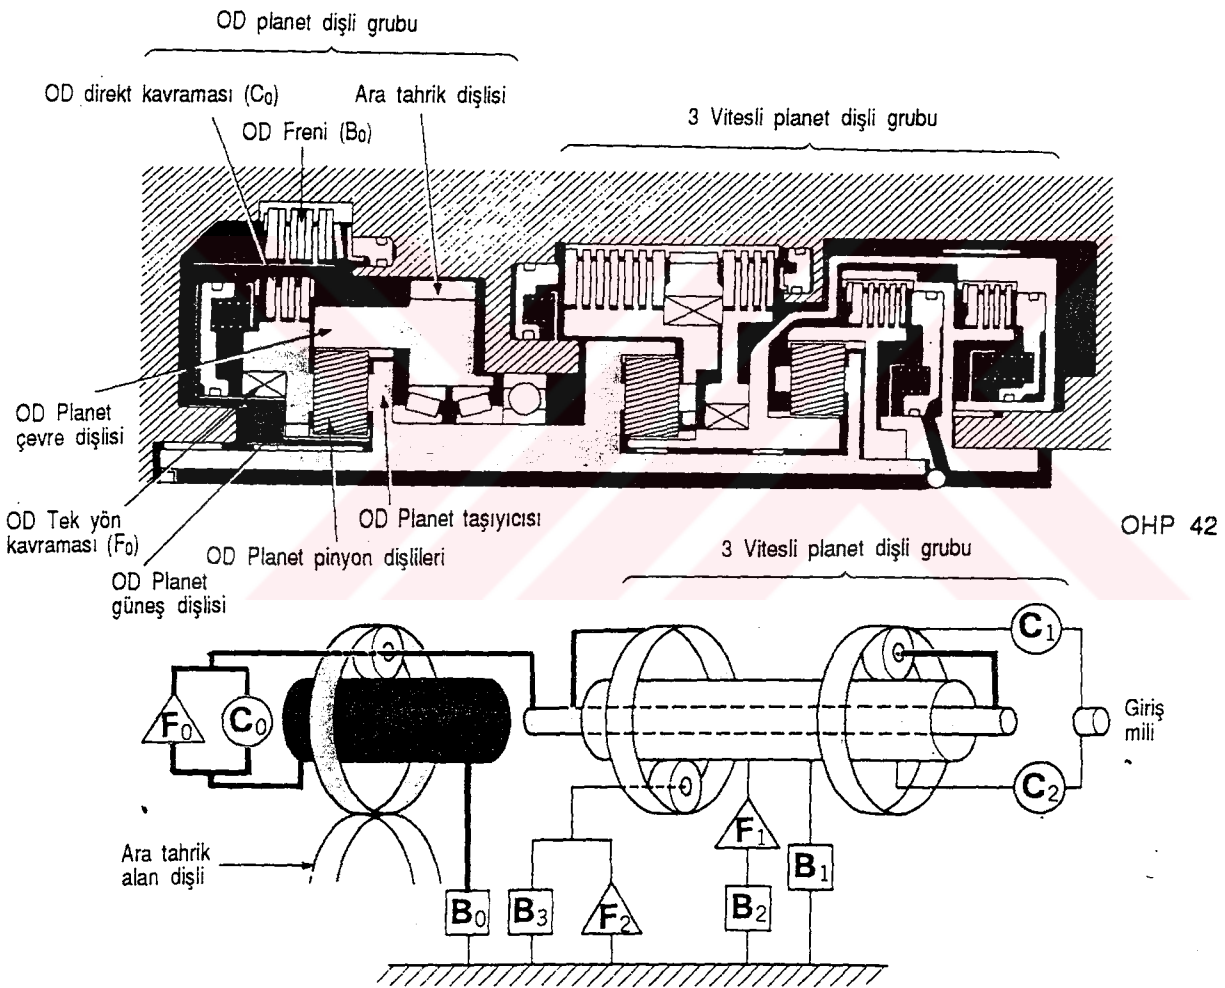 OD planet dişli grubu
OD direkt kavraması (C0)
Ara tahrik dişlisi
OD Freni (B0)
3 Vitesli planet dişli grubu
OD Planet
çevre dişlisi
OD Tek yön
kavraması (F0)
OD Planet taşıyıcısı
OD Planet pinyon dişlileri
OD Planet
güneş dişlisi
OHP 42
3 Vitesli planet dişli grubu
C1
F0
C0
Giriş
mili
C2
F1
Ara tahrik
alan dişli
B1
B0
B3
F2
B2